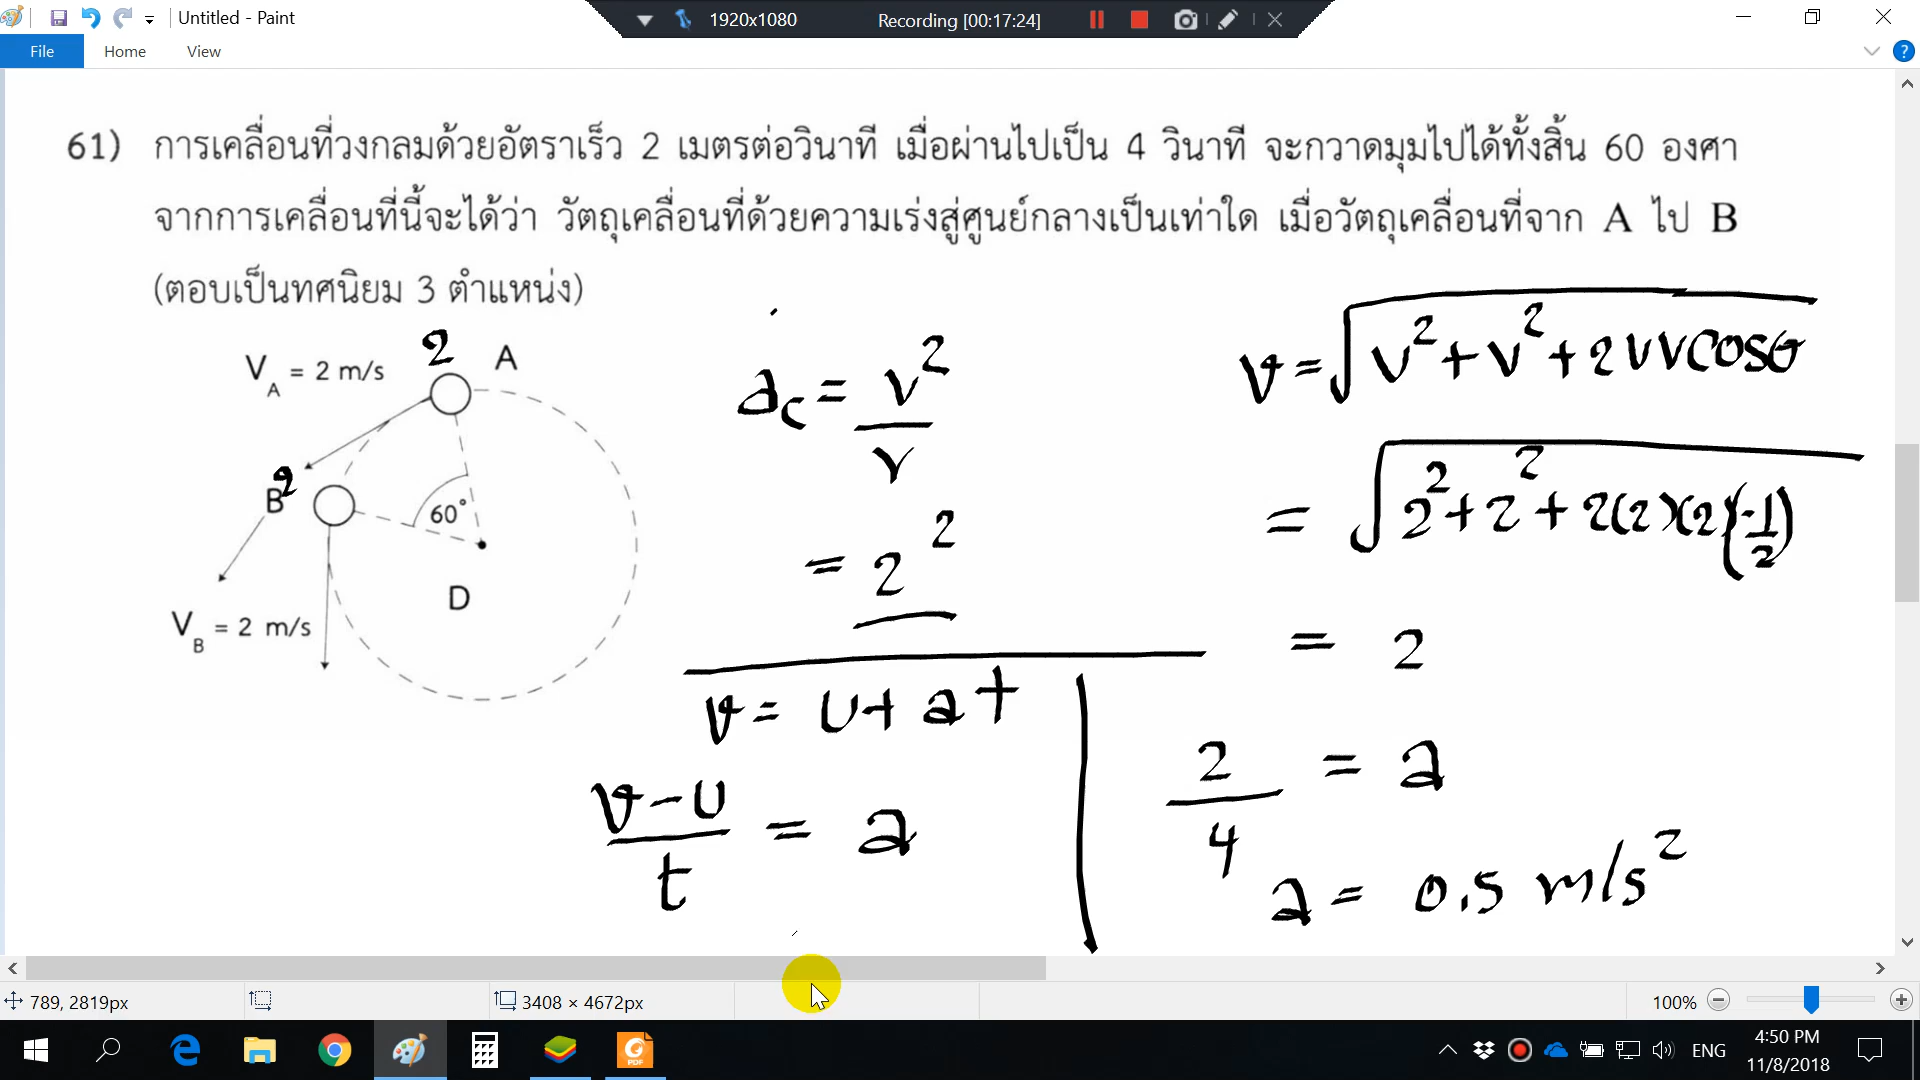 Untitled - Paint
1920x1080
Recording [00:17:24]
File
Home
View
?
61) การเคลื่อนที่วงกลมด้วยอัตราเร็ว 2 เมตรต่อวินาที เมื่อผ่านไปเป็น 4 วินาที จะกวาดมุมไปได้ทั้งสิ้น 60 องศา
จากการเคลื่อนที่นี้จะได้ว่า วัตถุเคลื่อนที่ด้วยความเร่งสู่ศูนย์กลางเป็นเท่าใด เมื่อวัตถุเคลื่อนที่จาก A ไป B
(ตอบเป็นทศนิยม 3 ตำแหน่ง)
V_A = 2 m/s
2
A
B
2
60°
D
V_B = 2 m/s
a_c = v²/r
= 2²
v = √(v² + v² + 2vvcosθ)
= √(2² + 2² + 2(2)(2)(-1/2))
= 2
v = u + at
(v - u)/t = a
2/4 = a
a = 0.5 m/s²
789, 2819px
3408 × 4672px
100%
PDF
ENG
4:50 PM
11/8/2018